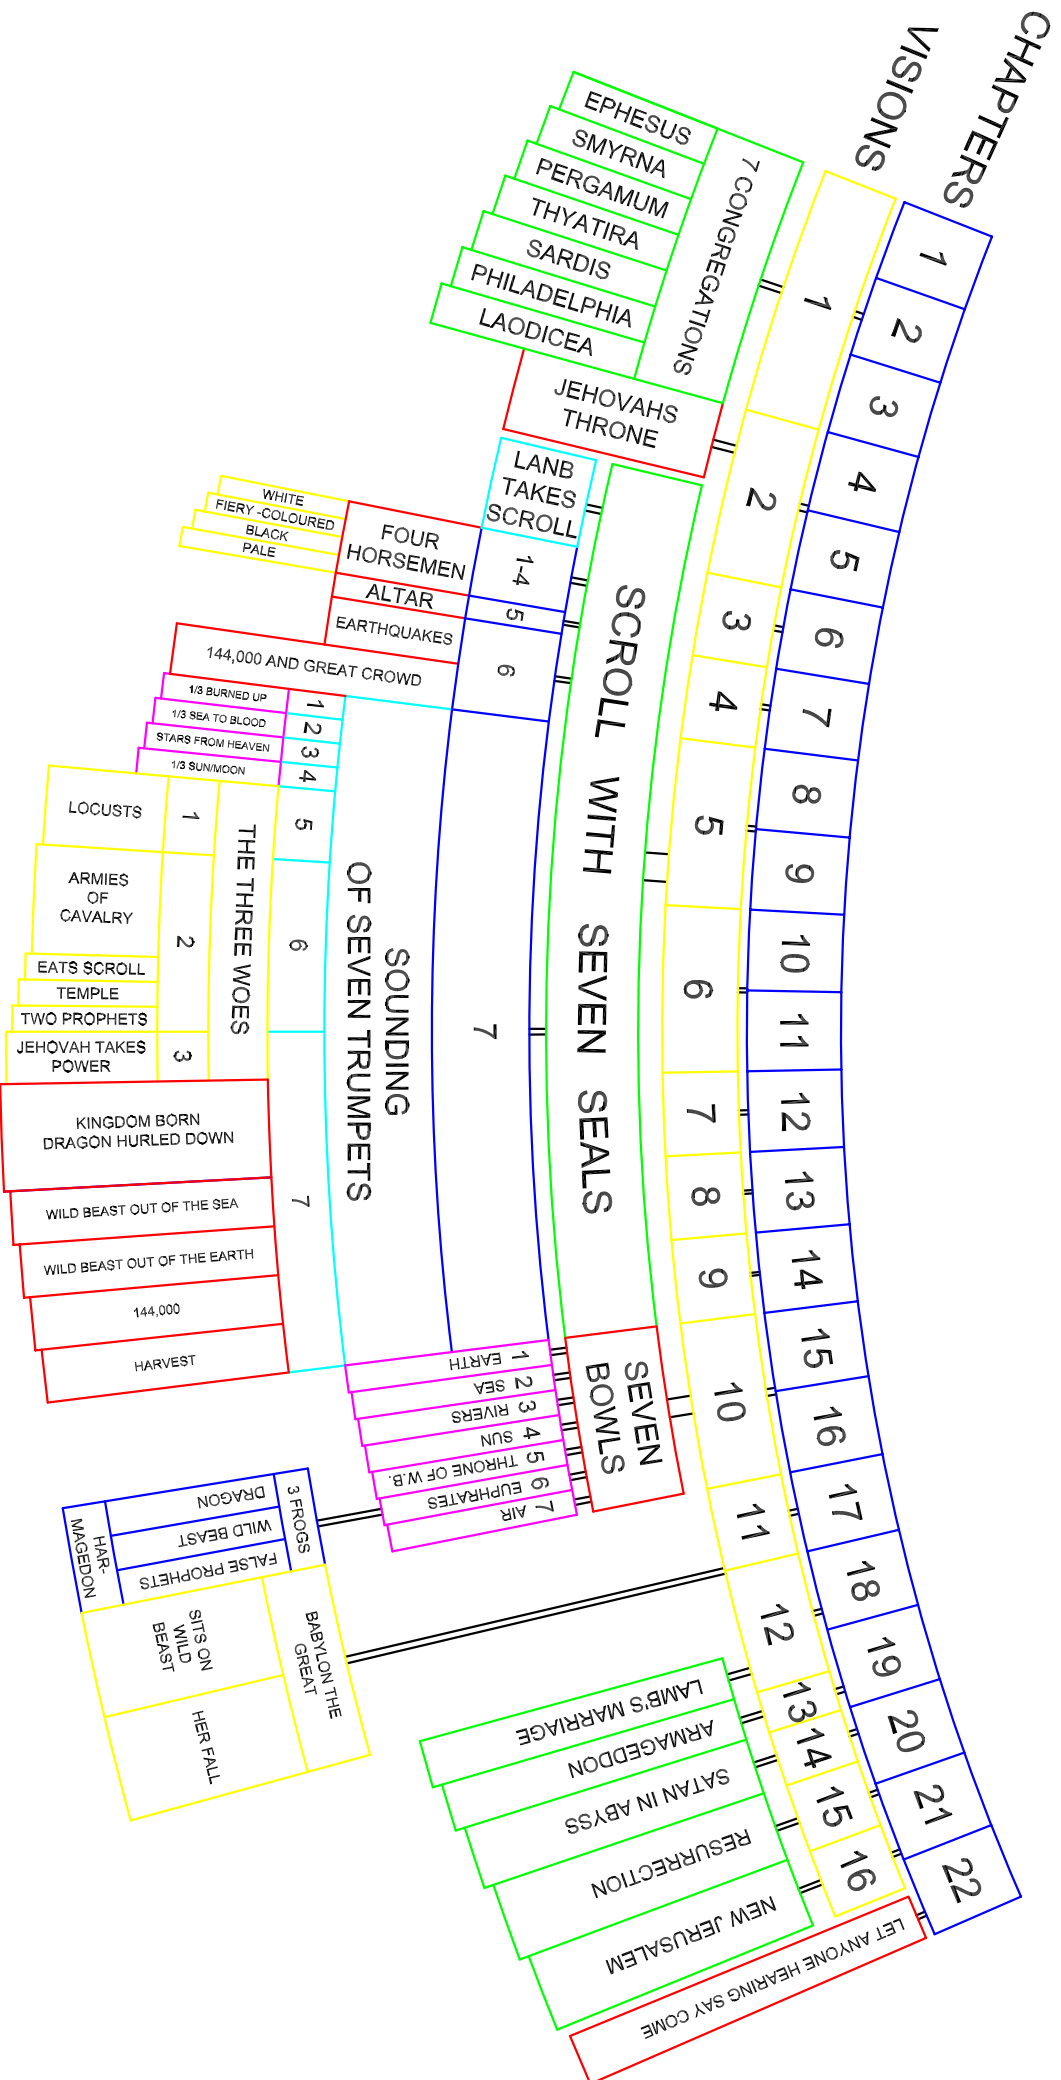 CHAPTERS
1
2
3
4
5
6
7
8
9
10
11
12
13
14
15
16
17
18
19
20
21
22
VISIONS
1
2
3
4
5
6
7
8
9
10
11
12
13
14
15
16
7 CONGREGATIONS
EPHESUS
SMYRNA
PERGAMUM
THYATIRA
SARDIS
PHILADELPHIA
LAODICEA
JEHOVAHS
THRONE
SCROLL WITH SEVEN SEALS
LANB
TAKES
SCROLL
1-4
5
6
7
FOUR
HORSEMEN
WHITE
FIERY -COLOURED
BLACK
PALE
ALTAR
EARTHQUAKES
144,000 AND GREAT CROWD
SOUNDING
OF SEVEN TRUMPETS
1
2
3
4
5
6
7
1/3 BURNED UP
1/3 SEA TO BLOOD
STARS FROM HEAVEN
1/3 SUN/MOON
THE THREE WOES
1
2
3
LOCUSTS
ARMIES
OF
CAVALRY
EATS SCROLL
TEMPLE
TWO PROPHETS
JEHOVAH TAKES
POWER
KINGDOM BORN
DRAGON HURLED DOWN
WILD BEAST OUT OF THE SEA
WILD BEAST OUT OF THE EARTH
144,000
HARVEST
SEVEN
BOWLS
1 EARTH
2 SEA
3 RIVERS
4 SUN
5 THRONE OF W.B.
6 EUPHRATES
7 AIR
3 FROGS
DRAGON
WILD BEAST
FALSE PROPHETS
HAR-
MAGEDON
BABYLON THE
GREAT
SITS ON
WILD
BEAST
HER FALL
LAMB'S MARRIAGE
ARMAGEDDON
SATAN IN ABYSS
RESURRECTION
NEW JERUSALEM
LET ANYONE HEARING SAY COME